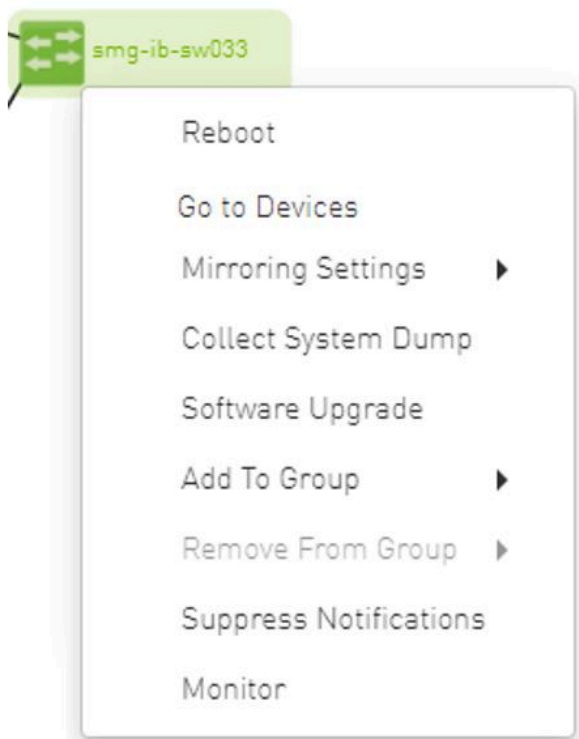 smg-ib-sw033
Reboot
Go to Devices
Mirroring Settings
Collect System Dump
Software Upgrade
Add To Group
Remove From Group
Suppress Notifications
Monitor